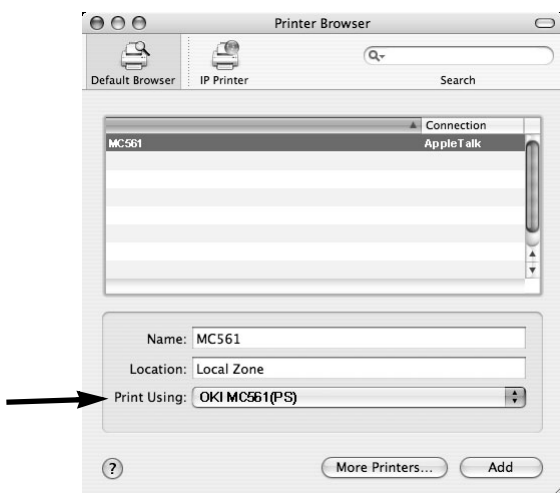 Printer Browser
Default Browser
IP Printer
Search
Connection
MC561 AppleTalk
Name: MC561
Location: Local Zone
Print Using: OKI MC561(PS)
?
More Printers... Add